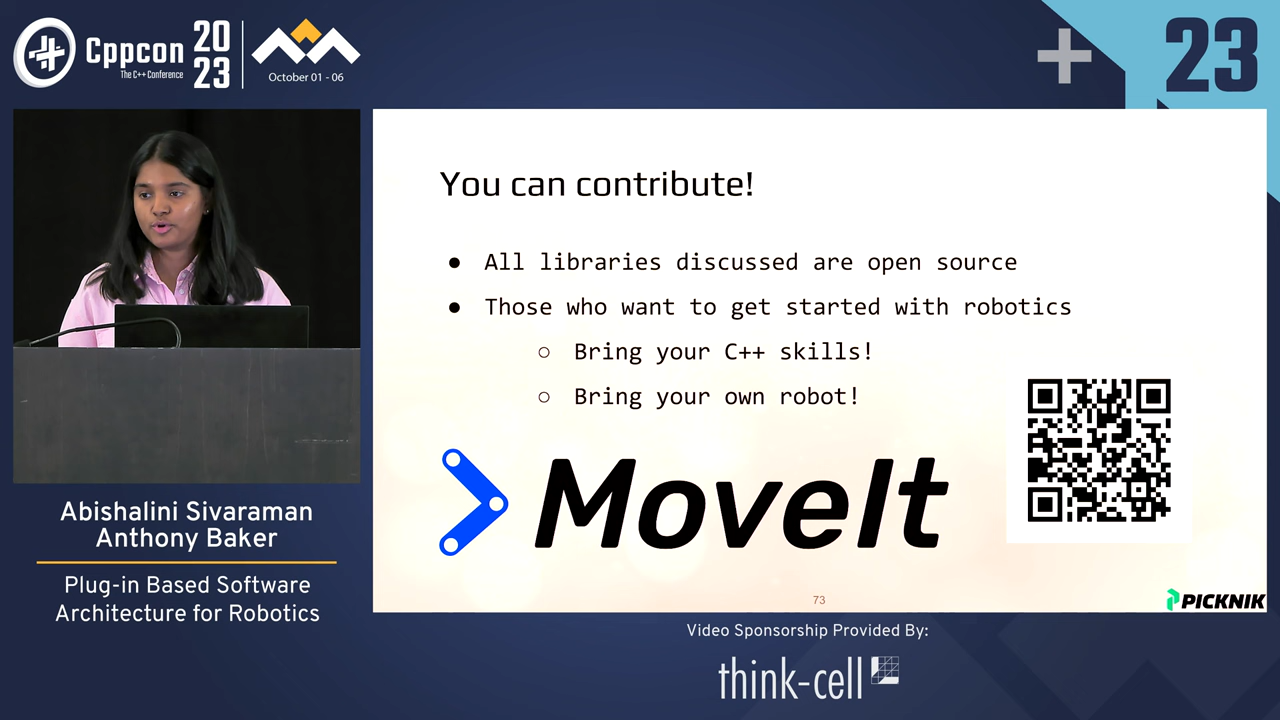 Cppcon
The C++ Conference
20
23
October 01 - 06
23
You can contribute!
● All libraries discussed are open source
● Those who want to get started with robotics
○ Bring your C++ skills!
○ Bring your own robot!
MoveIt
73
PICKNIK
Abishalini Sivaraman
Anthony Baker
Plug-in Based Software
Architecture for Robotics
Video Sponsorship Provided By:
think-cell